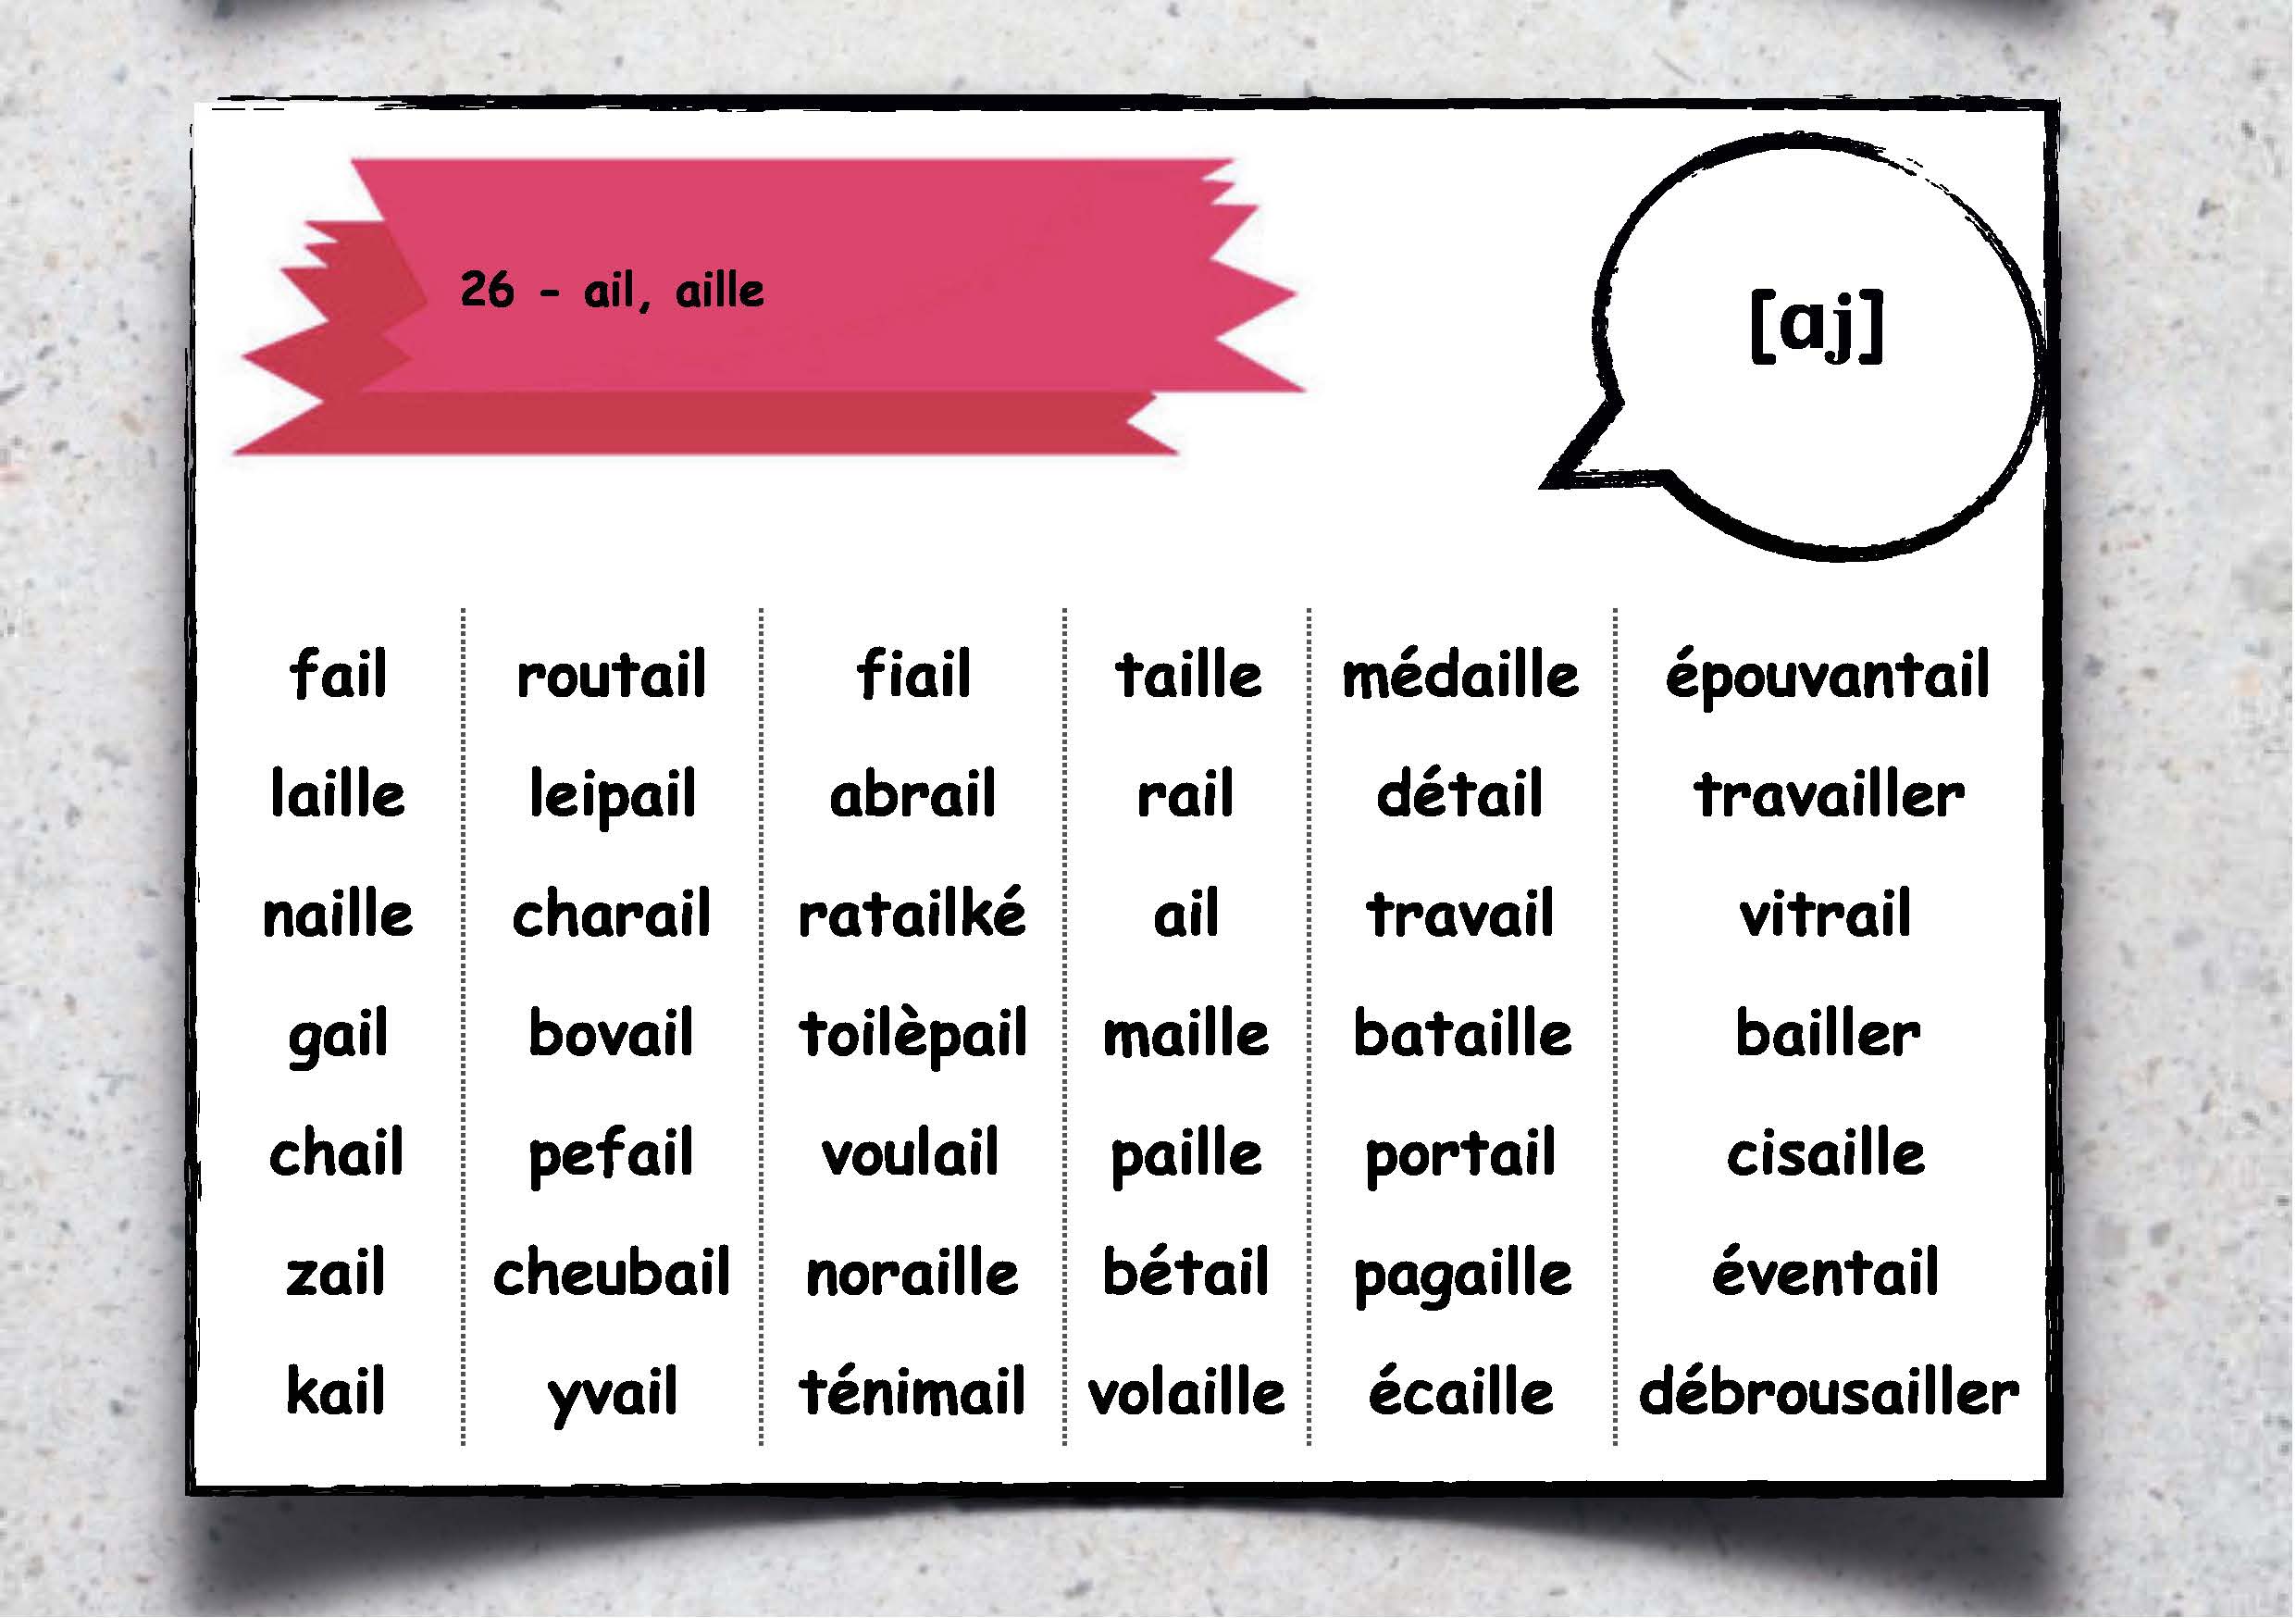 26 - ail, aille
[aj]
fail routail fiail taille médaille épouvantail
laille leipail abrail rail détail travailler
naille charail ratailké ail travail vitrail
gail bovail toilèpail maille bataille bailler
chail pefail voulail paille portail cisaille
zail cheubail noraille bétail pagaille éventail
kail yvail ténimail volaille écaille débrousailler